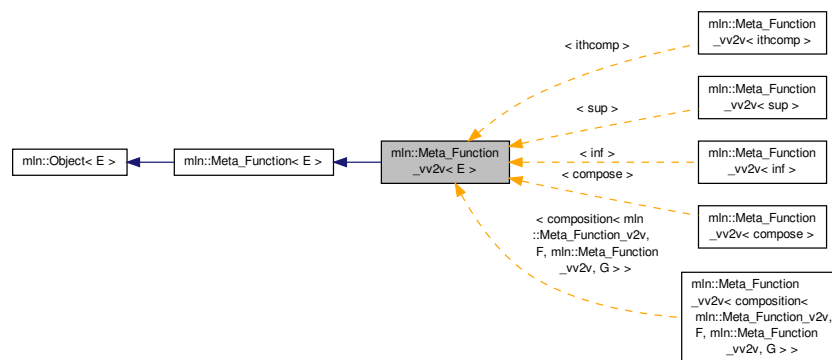 mln::Object< E >
mln::Meta_Function< E >
mln::Meta_Function
_vv2v< E >
< ithcomp >
< sup >
< inf >
< compose >
< composition< mln
::Meta_Function_v2v,
F, mln::Meta_Function
_vv2v, G > >
mln::Meta_Function
_vv2v< ithcomp >
mln::Meta_Function
_vv2v< sup >
mln::Meta_Function
_vv2v< inf >
mln::Meta_Function
_vv2v< compose >
mln::Meta_Function
_vv2v< composition<
mln::Meta_Function_v2v,
F, mln::Meta_Function
_vv2v, G > >